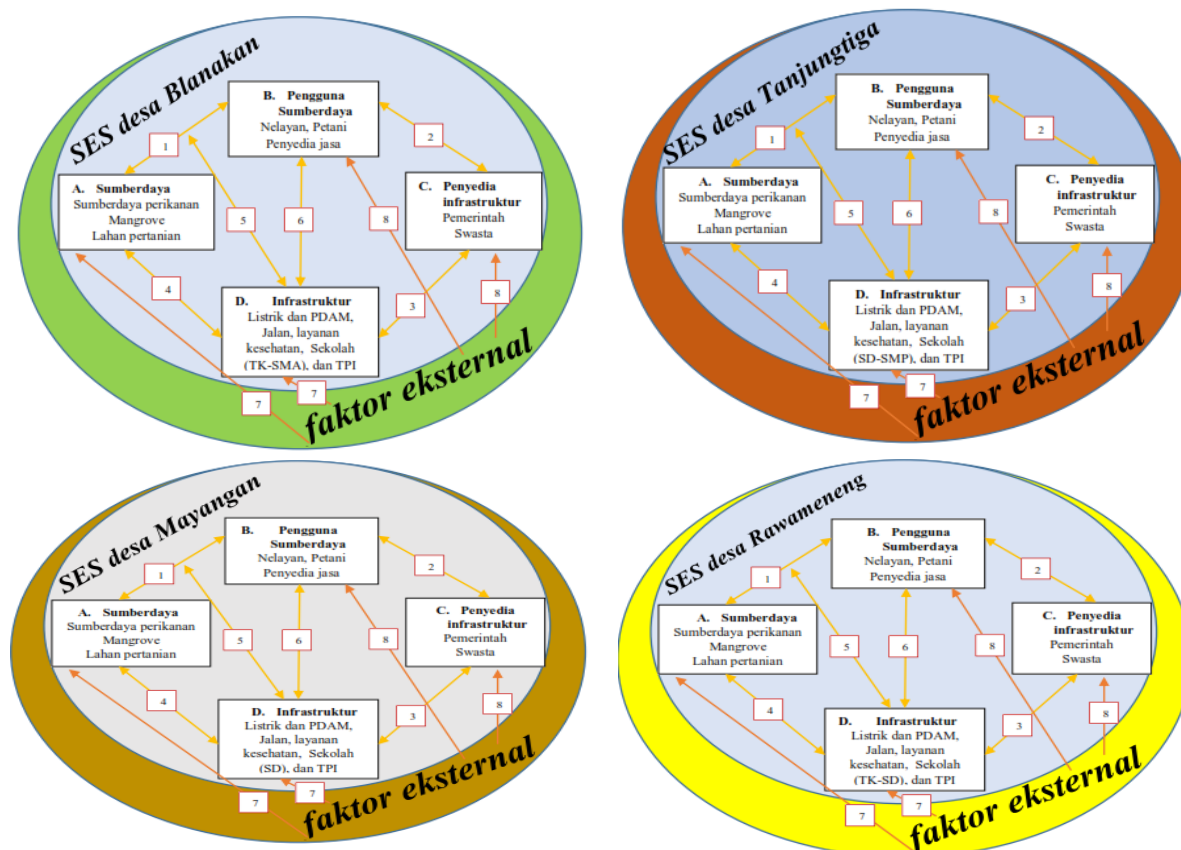 SES desa Blanakan
B. Pengguna
Sumberdaya
Nelayan, Petani
Penyedia jasa
1
2
A. Sumberdaya
Sumberdaya perikanan
Mangrove
Lahan pertanian
C. Penyedia
infrastruktur
Pemerintah
Swasta
5
6
8
4
3
8
D. Infrastruktur
Listrik dan PDAM,
Jalan, layanan
kesehatan, Sekolah
(TK-SMA), dan TPI
7
7
faktor eksternal
SES desa Tanjungtiga
B. Pengguna
Sumberdaya
Nelayan, Petani
Penyedia jasa
1
2
A. Sumberdaya
Sumberdaya perikanan
Mangrove
Lahan pertanian
C. Penyedia
infrastruktur
Pemerintah
Swasta
5
6
8
4
3
8
D. Infrastruktur
Listrik dan PDAM,
Jalan, layanan
kesehatan, Sekolah
(SD-SMP), dan TPI
7
7
faktor eksternal
SES desa Mayangan
B. Pengguna
Sumberdaya
Nelayan, Petani
Penyedia jasa
1
2
A. Sumberdaya
Sumberdaya perikanan
Mangrove
Lahan pertanian
C. Penyedia
infrastruktur
Pemerintah
Swasta
5
6
8
4
3
8
D. Infrastruktur
Listrik dan PDAM,
Jalan, layanan
kesehatan, Sekolah
(SD), dan TPI
7
7
faktor eksternal
SES desa Rawameneng
B. Pengguna
Sumberdaya
Nelayan, Petani
Penyedia jasa
1
2
A. Sumberdaya
Sumberdaya perikanan
Mangrove
Lahan pertanian
C. Penyedia
infrastruktur
Pemerintah
Swasta
5
6
8
4
3
8
D. Infrastruktur
Listrik dan PDAM,
Jalan, layanan
kesehatan, Sekolah
(TK-SD), dan TPI
7
7
faktor eksternal